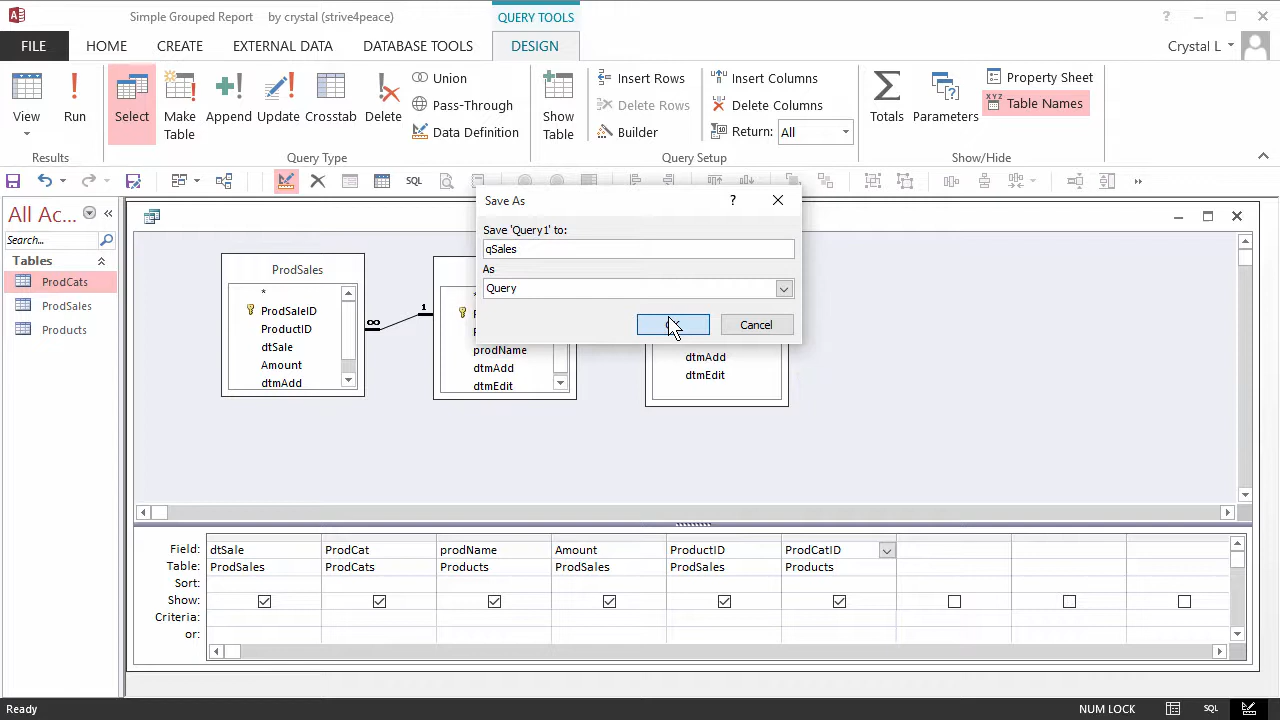 Simple Grouped Report by crystal (strive4peace) QUERY TOOLS ?
FILE HOME CREATE EXTERNAL DATA DATABASE TOOLS DESIGN Crystal L
View
Run
Select
Make Table
Append
Update
Crosstab
Delete
Union
Pass-Through
Data Definition
Show Table
Insert Rows
Delete Rows
Builder
Insert Columns
Delete Columns
Return: All
Totals
Parameters
Property Sheet
XYZ Table Names
Results Query Type Query Setup Show/Hide
SQL
All Ac...
Search...
Tables
ProdCats
ProdSales
Products
Save As ?
Save 'Query1' to:
qSales
As
Query
Cancel
ProdSales
*
ProdSaleID
ProductID
dtSale
Amount
dtmAdd
∞ 1
prodName
dtmAdd
dtmEdit
dtmAdd
dtmEdit
Field: dtSale ProdCat prodName Amount ProductID ProdCatID
Table: ProdSales ProdCats Products ProdSales ProdSales Products
Sort:
Show:
Criteria:
or:
Ready NUM LOCK SQL